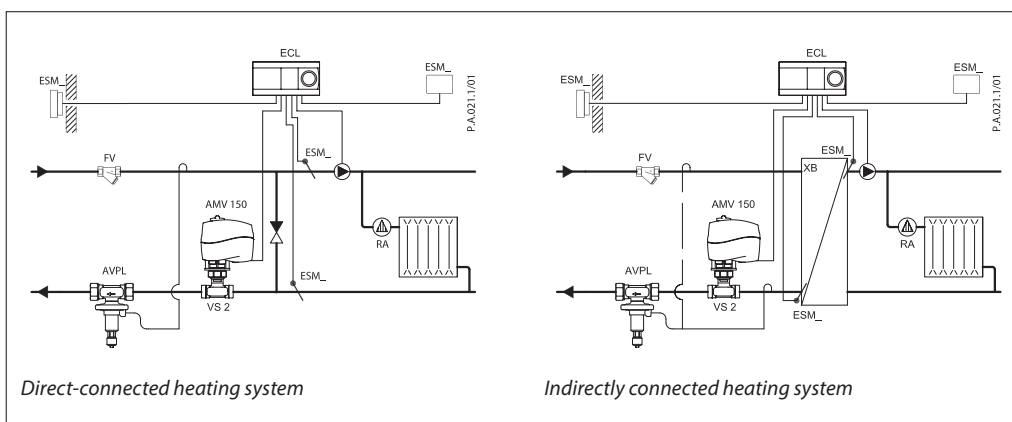 ECL
ESM_
ESM_
P.A.021.1/01
FV
ESM_
AMV 150
RA
AVPL
ESM_
VS 2
Direct-connected heating system
ECL
ESM_
ESM_
P.A.021.1/01
FV
ESM_
XB
AMV 150
RA
AVPL
VS 2
ESM_
Indirectly connected heating system